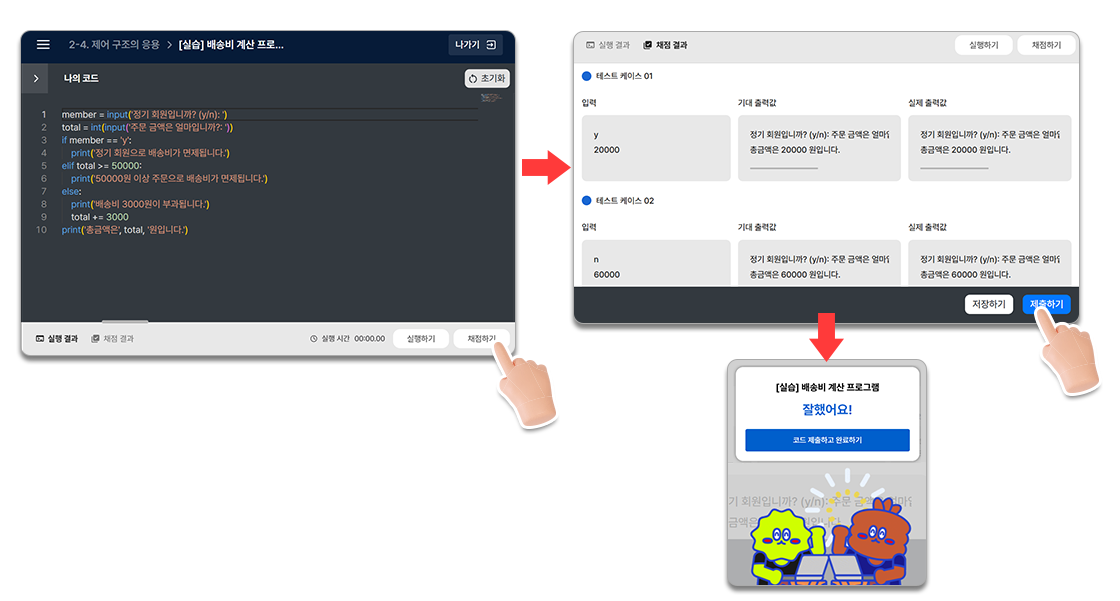 2-4. 제어 구조의 응용 > [실습] 배송비 계산 프로...
나가기
나의 코드
초기화
1 member = input('정기 회원입니까? (y/n): ')
2 total = int(input('주문 금액은 얼마입니까?: '))
3 if member == 'y':
4 print('정기 회원으로 배송비가 면제됩니다.')
5 elif total >= 50000:
6 print('50000원 이상 주문으로 배송비가 면제됩니다.')
7 else:
8 print('배송비 3000원이 부과됩니다.')
9 total += 3000
10 print('총금액은', total, '원입니다.')
실행 결과
채점 결과
실행 시간 00:00.00
실행하기
채점하기
실행 결과
채점 결과
실행하기
채점하기
테스트 케이스 01
입력
기대 출력값
실제 출력값
y
20000
정기 회원입니까? (y/n): 주문 금액은 얼마
총금액은 20000 원입니다.
정기 회원입니까? (y/n): 주문 금액은 얼마
총금액은 20000 원입니다.
테스트 케이스 02
입력
기대 출력값
실제 출력값
n
60000
정기 회원입니까? (y/n): 주문 금액은 얼마
총금액은 60000 원입니다.
정기 회원입니까? (y/n): 주문 금액은 얼마
총금액은 60000 원입니다.
저장하기
제출하기
[실습] 배송비 계산 프로그램
잘했어요!
코드 제출하고 완료하기
기 회원입니까? (y/n): 주문 금액
금액은